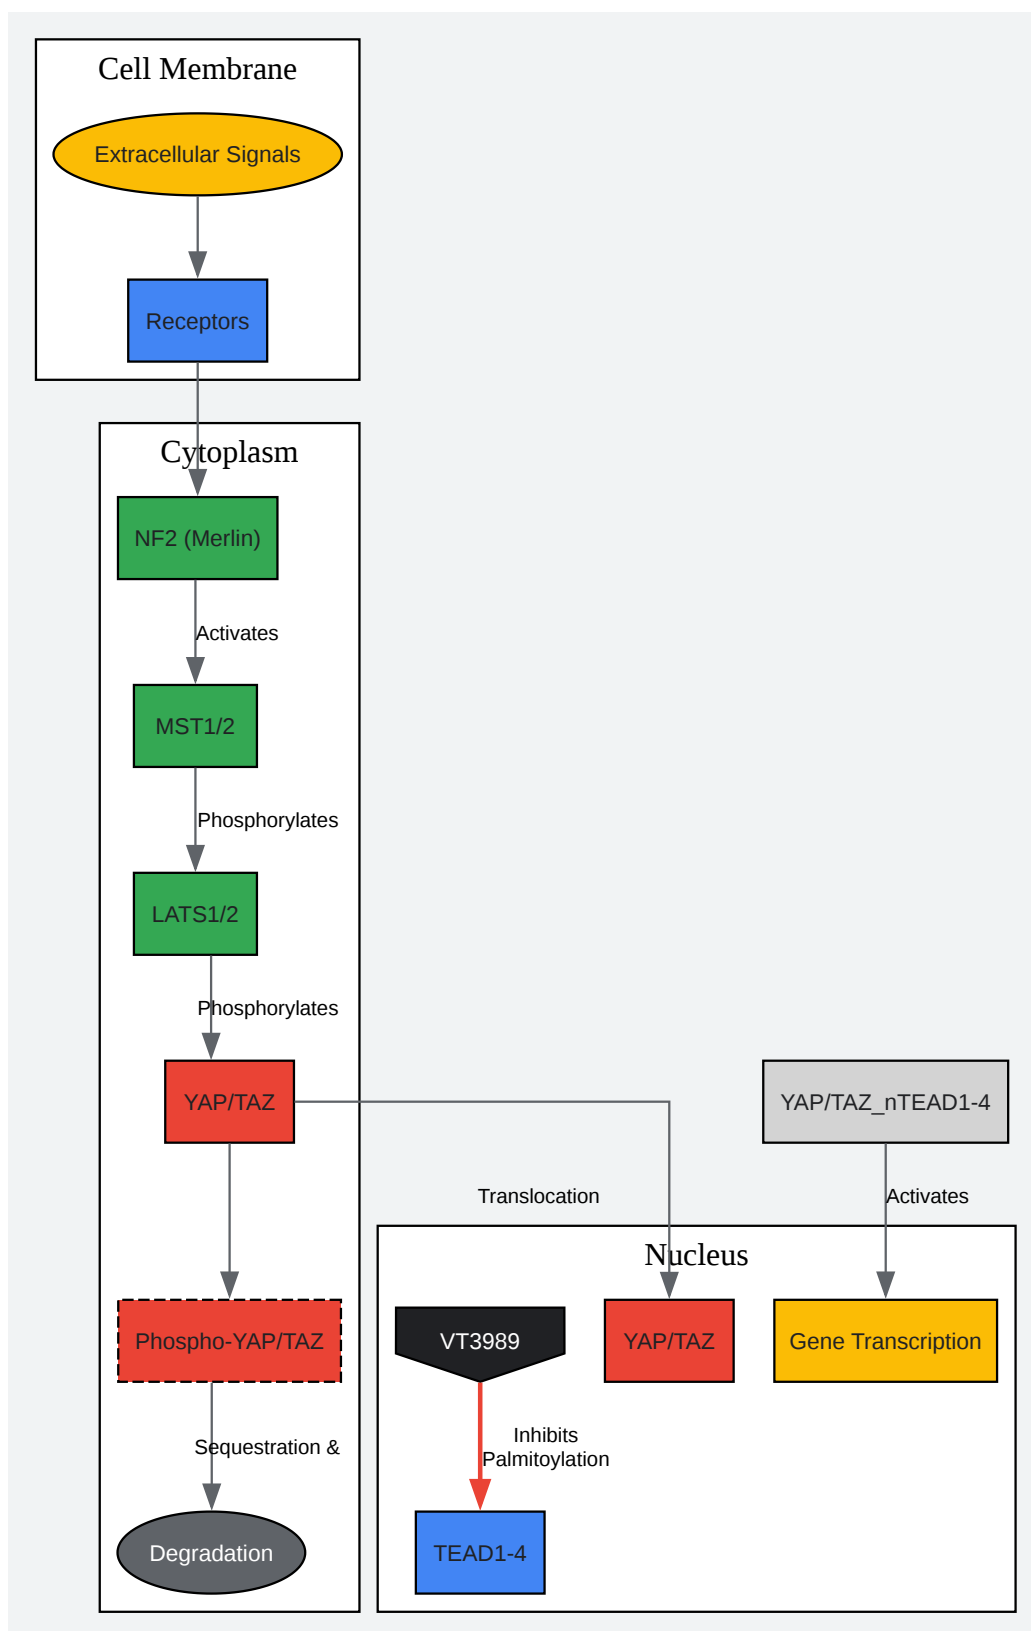 Cell Membrane
Extracellular Signals
Receptors
Cytoplasm
NF2 (Merlin)
Activates
MST1/2
Phosphorylates
LATS1/2
Phosphorylates
YAP/TAZ
YAP/TAZ_nTEAD1-4
Translocation
Activates
Nucleus
Phospho-YAP/TAZ
VT3989
YAP/TAZ
Gene Transcription
Sequestration &
Inhibits
Palmitoylation
Degradation
TEAD1-4